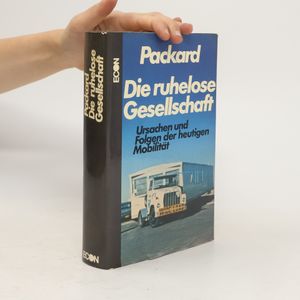 Packard
Die ruhelose
Gesellschaft
Ursachen und
Folgen der heutigen
Mobilität
ECON
Packard
Die ruhelose
Gesellschaft
ECON